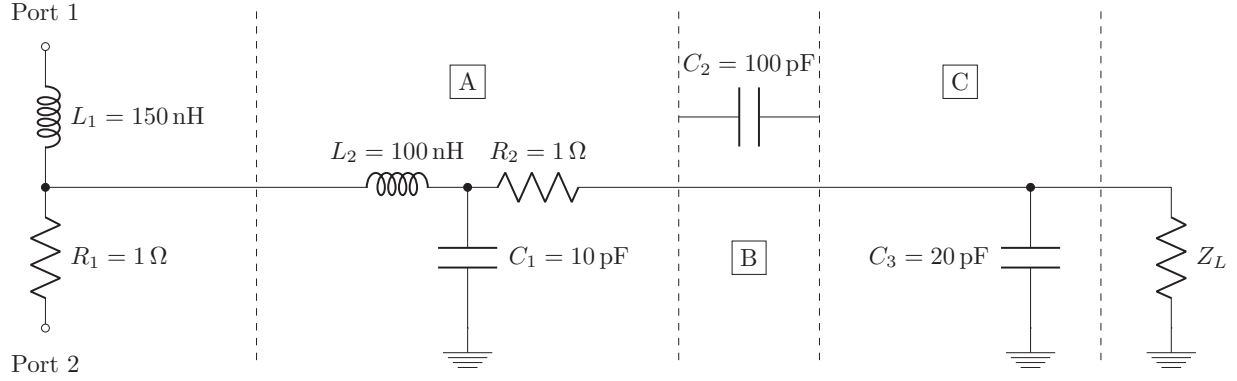 Port 1
A
C₂ = 100 pF
C
L₁ = 150 nH
L₂ = 100 nH
R₂ = 1 Ω
R₁ = 1 Ω
C₁ = 10 pF
B
C₃ = 20 pF
Z_L
Port 2